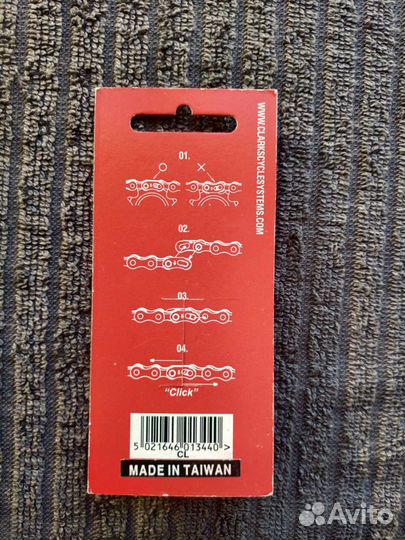 WWW.CLARKSCYCLESYSTEMS.COM
01.
02.
03.
04.
"Click"
5 021646 013440 >
CL
MADE IN TAIWAN
Avito